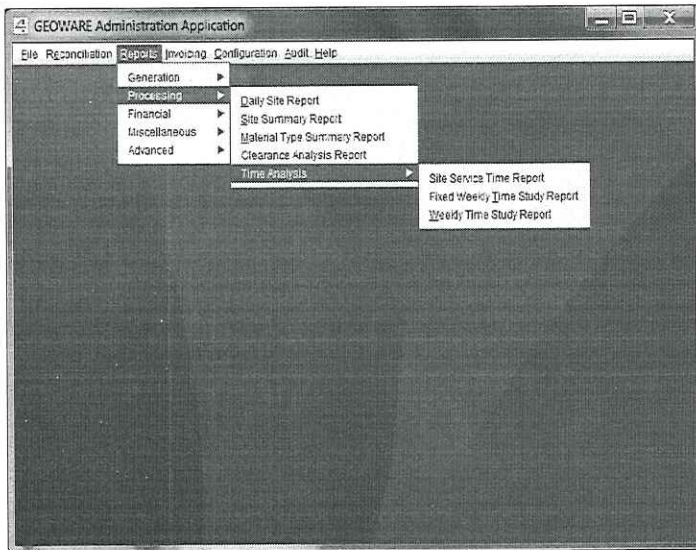 GEOWARE Administration Application
File Reconciliation Reports Invoicing Configuration Audit Help
Generation
Processing
Financial
Miscellaneous
Advanced
Daily Site Report
Site Summary Report
Material Type Summary Report
Clearance Analysis Report
Time Analysis
Site Service Time Report
Fixed Weekly Time Study Report
Weekly Time Study Report